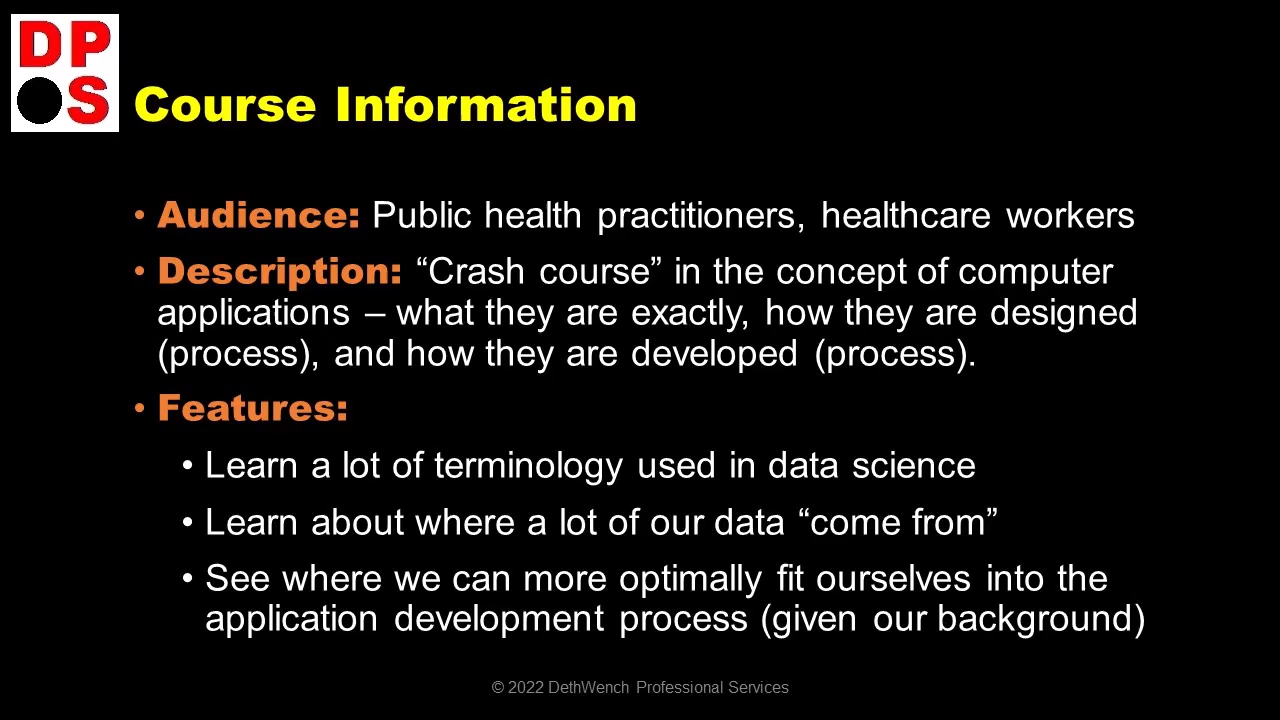 DP
S
Course Information
• Audience: Public health practitioners, healthcare workers
• Description: “Crash course” in the concept of computer
applications – what they are exactly, how they are designed
(process), and how they are developed (process).
• Features:
• Learn a lot of terminology used in data science
• Learn about where a lot of our data “come from”
• See where we can more optimally fit ourselves into the
application development process (given our background)
© 2022 DethWench Professional Services